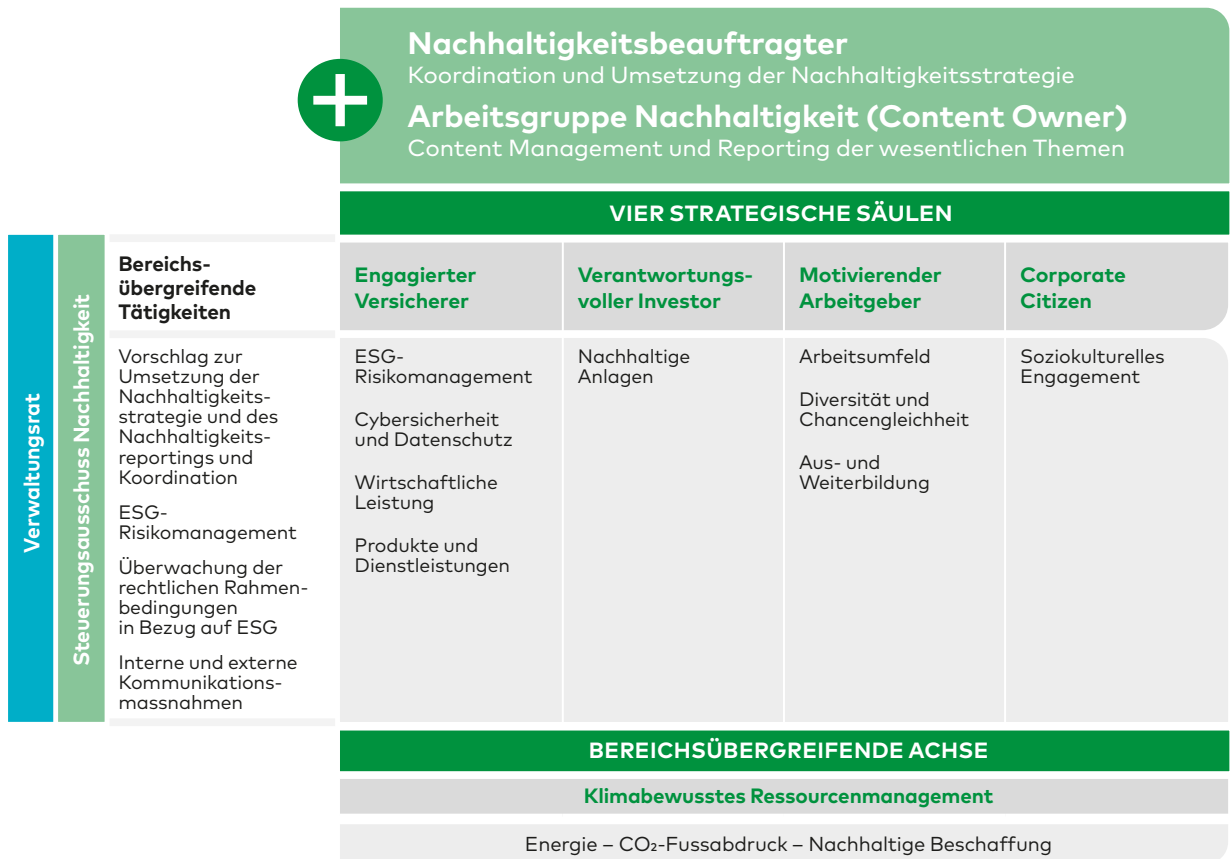 Nachhaltigkeitsbeauftragter
Koordination und Umsetzung der Nachhaltigkeitsstrategie
Arbeitsgruppe Nachhaltigkeit (Content Owner)
Content Management und Reporting der wesentlichen Themen
VIER STRATEGISCHE SÄULEN
Verwaltungsrat
Steuerungsausschuss Nachhaltigkeit
Bereichs-
übergreifende
Tätigkeiten
Vorschlag zur
Umsetzung der
Nachhaltigkeits-
strategie und des
Nachhaltigkeits-
reportings und
Koordination
ESG-
Risikomanagement
Überwachung der
rechtlichen Rahmen-
bedingungen
in Bezug auf ESG
Interne und externe
Kommunikations-
massnahmen
Engagierter
Versicherer
ESG-
Risikomanagement
Cybersicherheit
und Datenschutz
Wirtschaftliche
Leistung
Produkte und
Dienstleistungen
Verantwortungs-
voller Investor
Nachhaltige
Anlagen
Motivierender
Arbeitgeber
Arbeitsumfeld
Diversität und
Chancengleichheit
Aus- und
Weiterbildung
Corporate
Citizen
Soziokulturelles
Engagement
BEREICHSÜBERGREIFENDE ACHSE
Klimabewusstes Ressourcenmanagement
Energie – CO₂-Fussabdruck – Nachhaltige Beschaffung